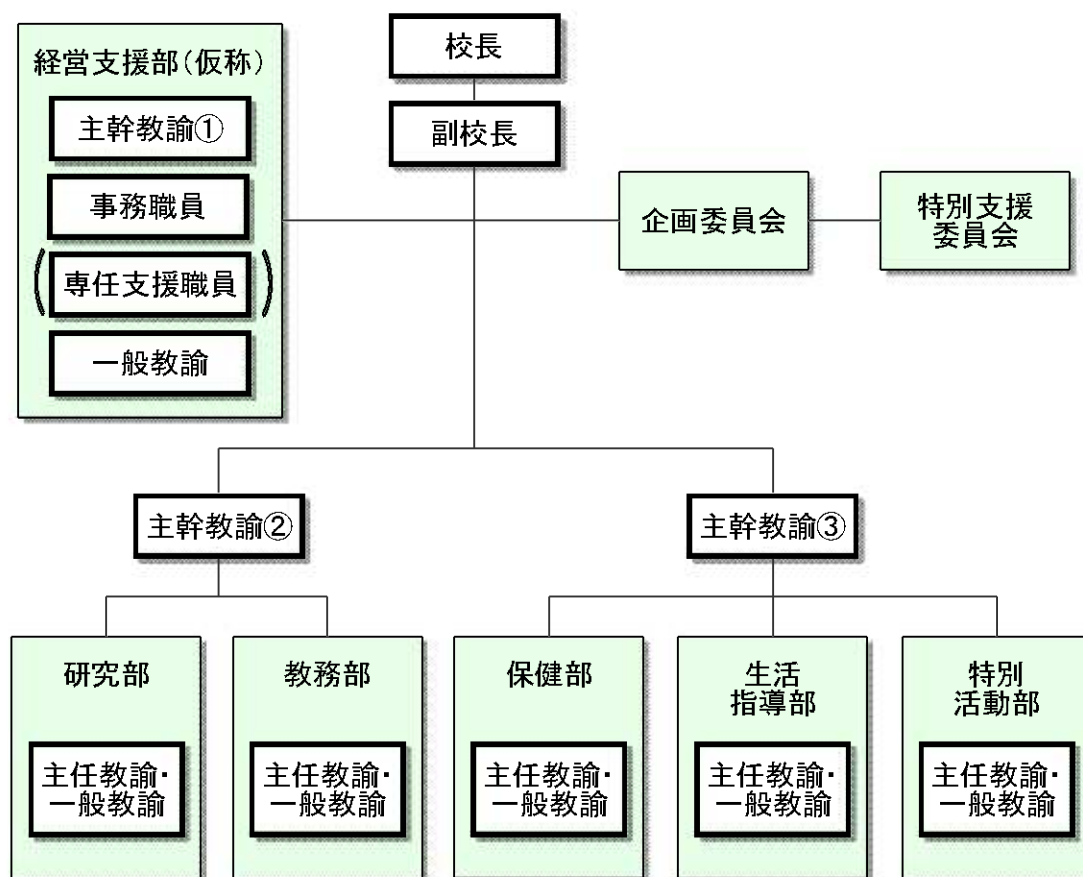 校長
副校長
経営支援部(仮称)
主幹教諭①
事務職員
(専任支援職員)
一般教諭
企画委員会
特別支援
委員会
主幹教諭②
主幹教諭③
研究部
主任教諭・
一般教諭
教務部
主任教諭・
一般教諭
保健部
主任教諭・
一般教諭
生活
指導部
主任教諭・
一般教諭
特別
活動部
主任教諭・
一般教諭